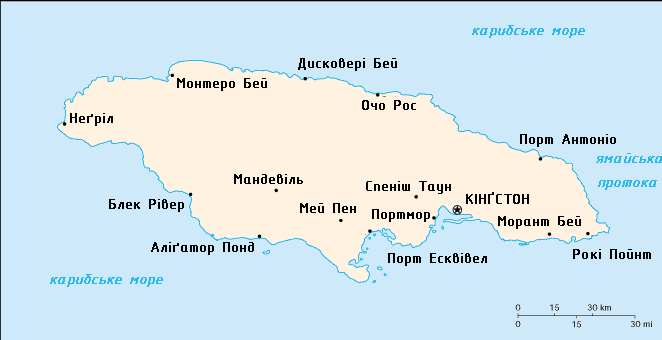 карибське море
Дисковері Бей
Монтеро Бей
Очо Рос
Неґріл
Порт Антоніо
ямайська
протока
Мандевіль
Спеніш Таун
КІНҐСТОН
Блек Рівер
Мей Пен
Портмор
Морант Бей
Аліґатор Понд
Порт Есквівел
Рокі Пойнт
карибське море
0 15 30 km
0 15 30 mi